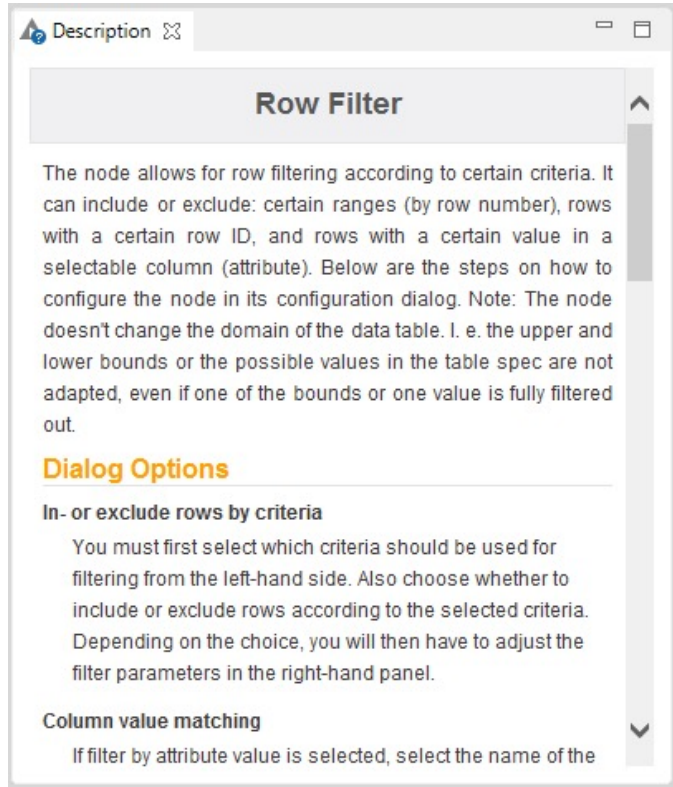 Description
Row Filter
The node allows for row filtering according to certain criteria. It
can include or exclude: certain ranges (by row number), rows
with a certain row ID, and rows with a certain value in a
selectable column (attribute). Below are the steps on how to
configure the node in its configuration dialog. Note: The node
doesn't change the domain of the data table. I. e. the upper and
lower bounds or the possible values in the table spec are not
adapted, even if one of the bounds or one value is fully filtered
out.
Dialog Options
In- or exclude rows by criteria
You must first select which criteria should be used for
filtering from the left-hand side. Also choose whether to
include or exclude rows according to the selected criteria.
Depending on the choice, you will then have to adjust the
filter parameters in the right-hand panel.
Column value matching
If filter by attribute value is selected, select the name of the